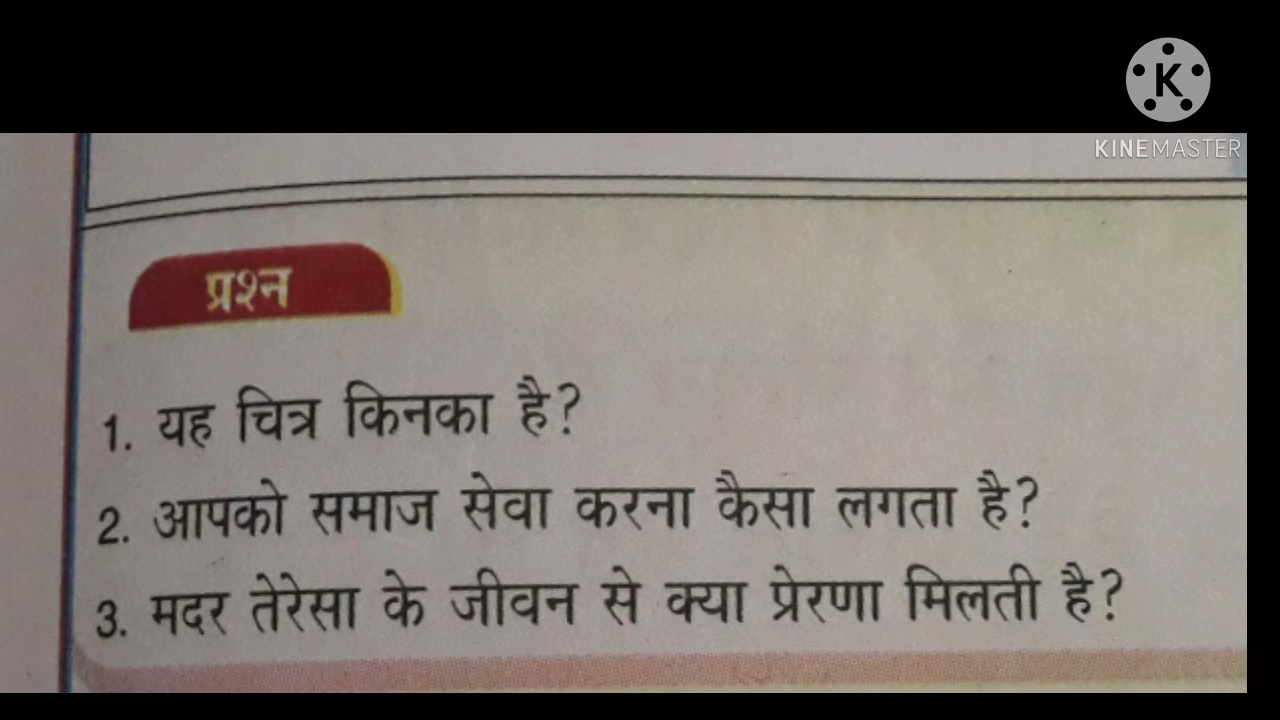 K
KINEMASTER
प्रश्न
1. यह चित्र किनका है?
2. आपको समाज सेवा करना कैसा लगता है?
3. मदर तेरेसा के जीवन से क्या प्रेरणा मिलती है?